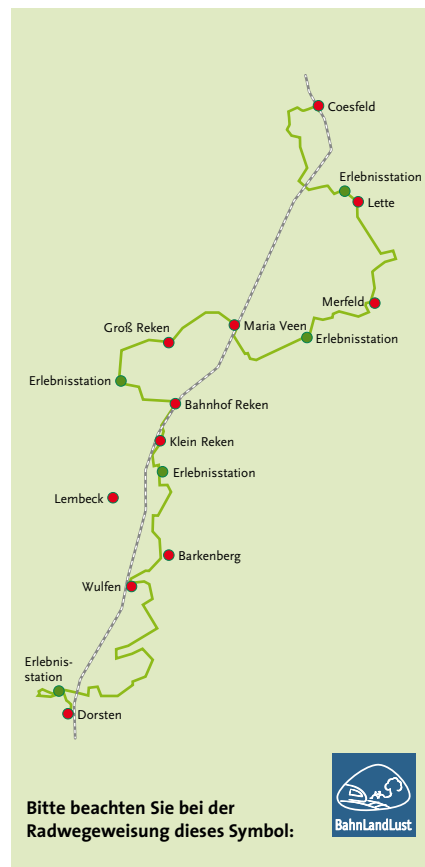 Coesfeld
Erlebnisstation
Lette
Merfeld
Groß Reken
Maria Veen
Erlebnisstation
Erlebnisstation
Bahnhof Reken
Klein Reken
Erlebnisstation
Lembeck
Barkenberg
Wulfen
Erlebnis-
station
Dorsten
Bitte beachten Sie bei der
Radwegeweisung dieses Symbol:
BahnLandLust